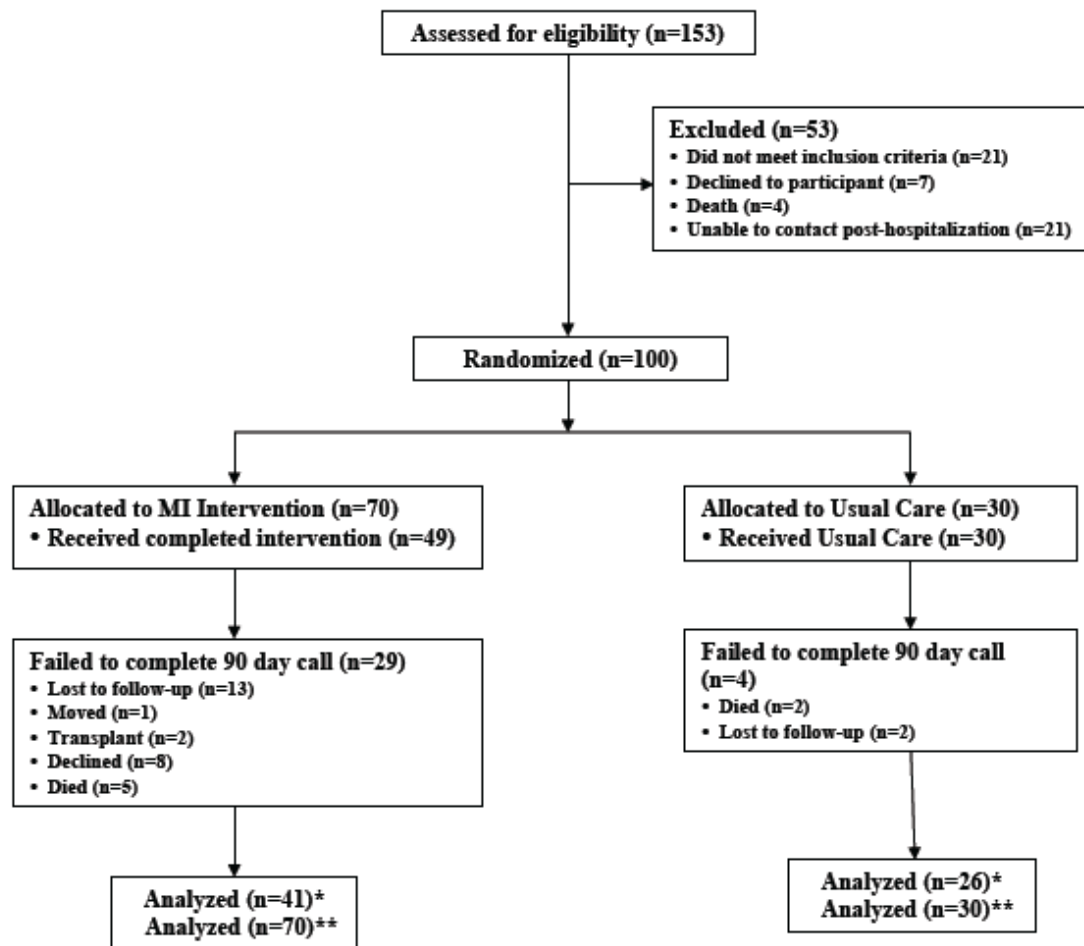 Assessed for eligibility (n=153)
Excluded (n=53)
• Did not meet inclusion criteria (n=21)
• Declined to participant (n=7)
• Death (n=4)
• Unable to contact post-hospitalization (n=21)
Randomized (n=100)
Allocated to MI Intervention (n=70)
• Received completed intervention (n=49)
Allocated to Usual Care (n=30)
• Received Usual Care (n=30)
Failed to complete 90 day call (n=29)
• Lost to follow-up (n=13)
• Moved (n=1)
• Transplant (n=2)
• Declined (n=8)
• Died (n=5)
Failed to complete 90 day call
(n=4)
• Died (n=2)
• Lost to follow-up (n=2)
Analyzed (n=41)*
Analyzed (n=70)**
Analyzed (n=26)*
Analyzed (n=30)**